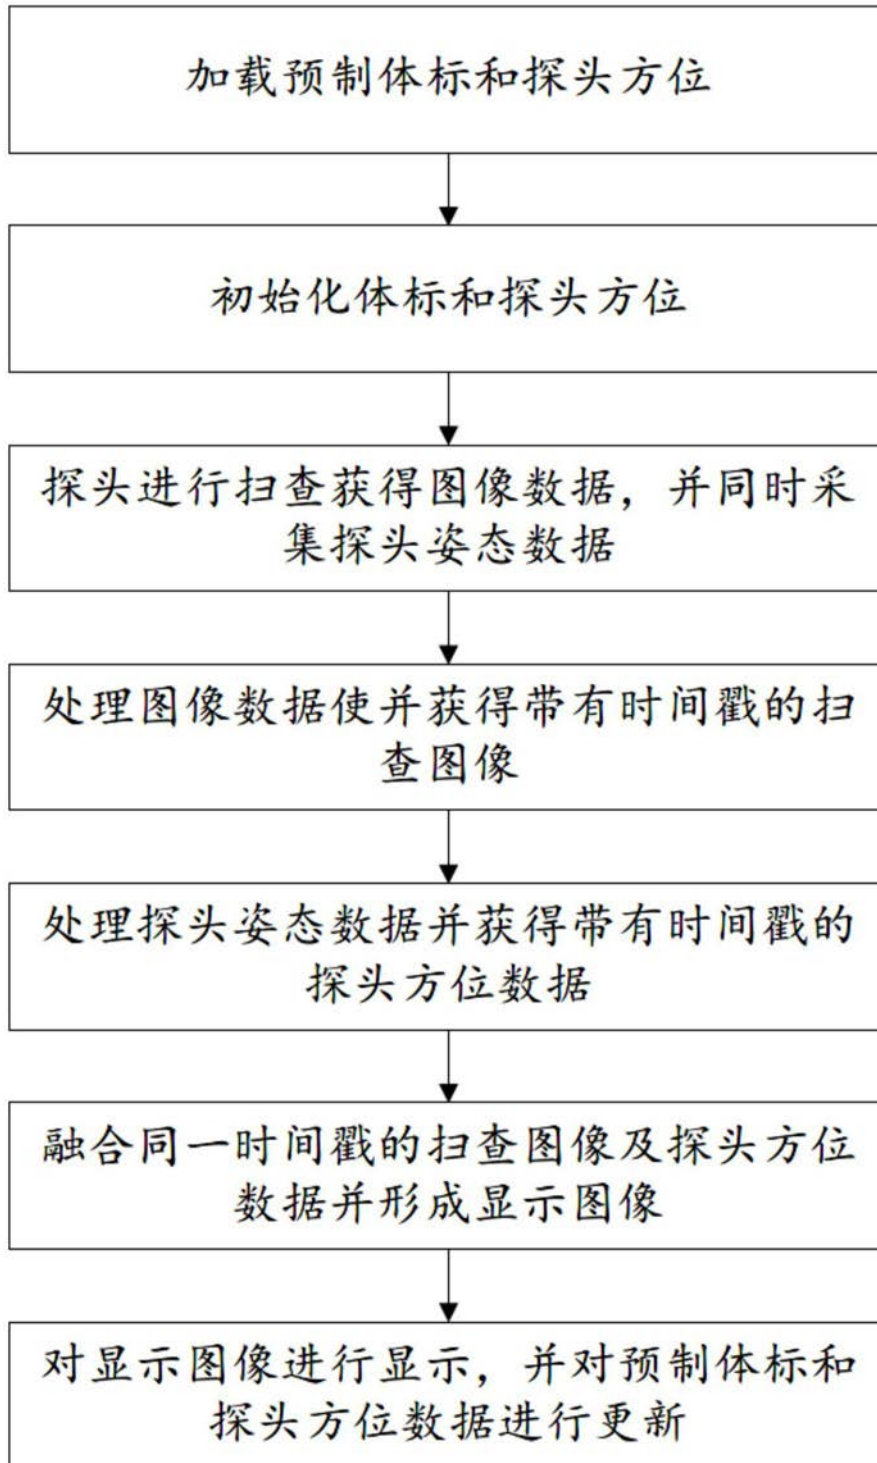 加载预制体标和探头方位
初始化体标和探头方位
探头进行扫查获得图像数据，并同时采
集探头姿态数据
处理图像数据使并获得带有时间戳的扫
查图像
处理探头姿态数据并获得带有时间戳的
探头方位数据
融合同一时间戳的扫查图像及探头方位
数据并形成显示图像
对显示图像进行显示，并对预制体标和
探头方位数据进行更新